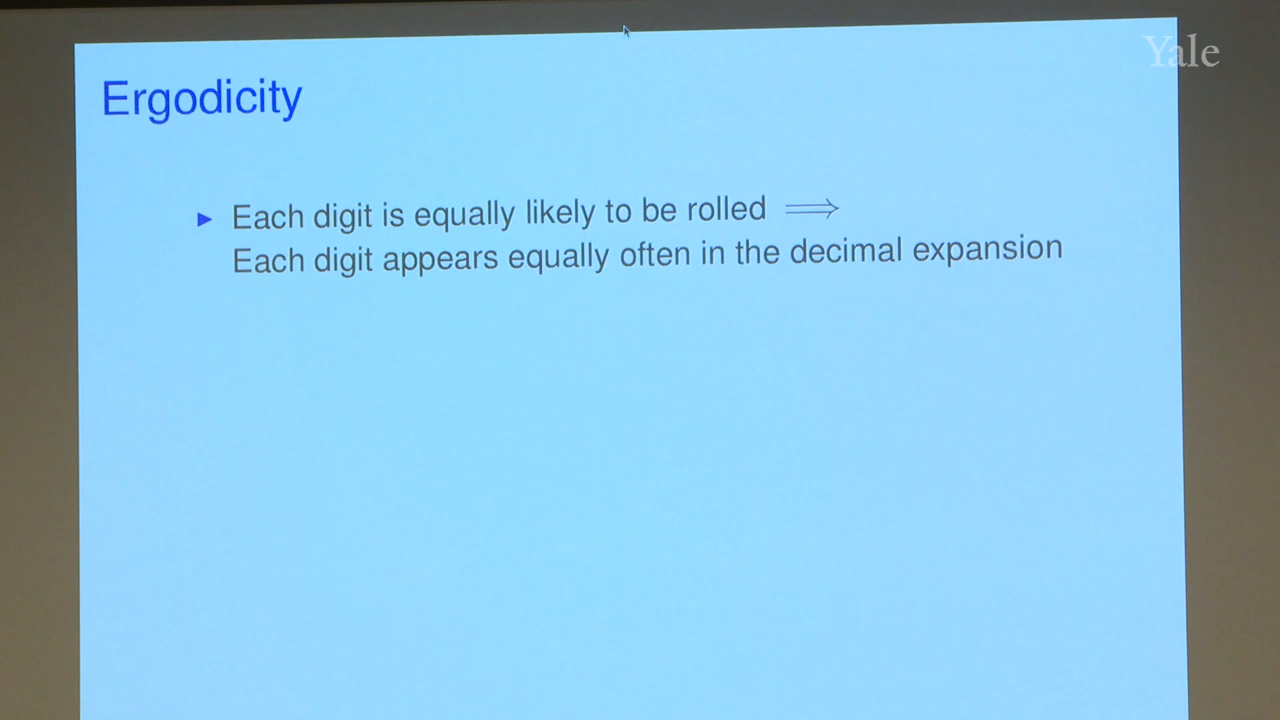 Yale
Ergodicity
▶ Each digit is equally likely to be rolled ⟹
Each digit appears equally often in the decimal expansion